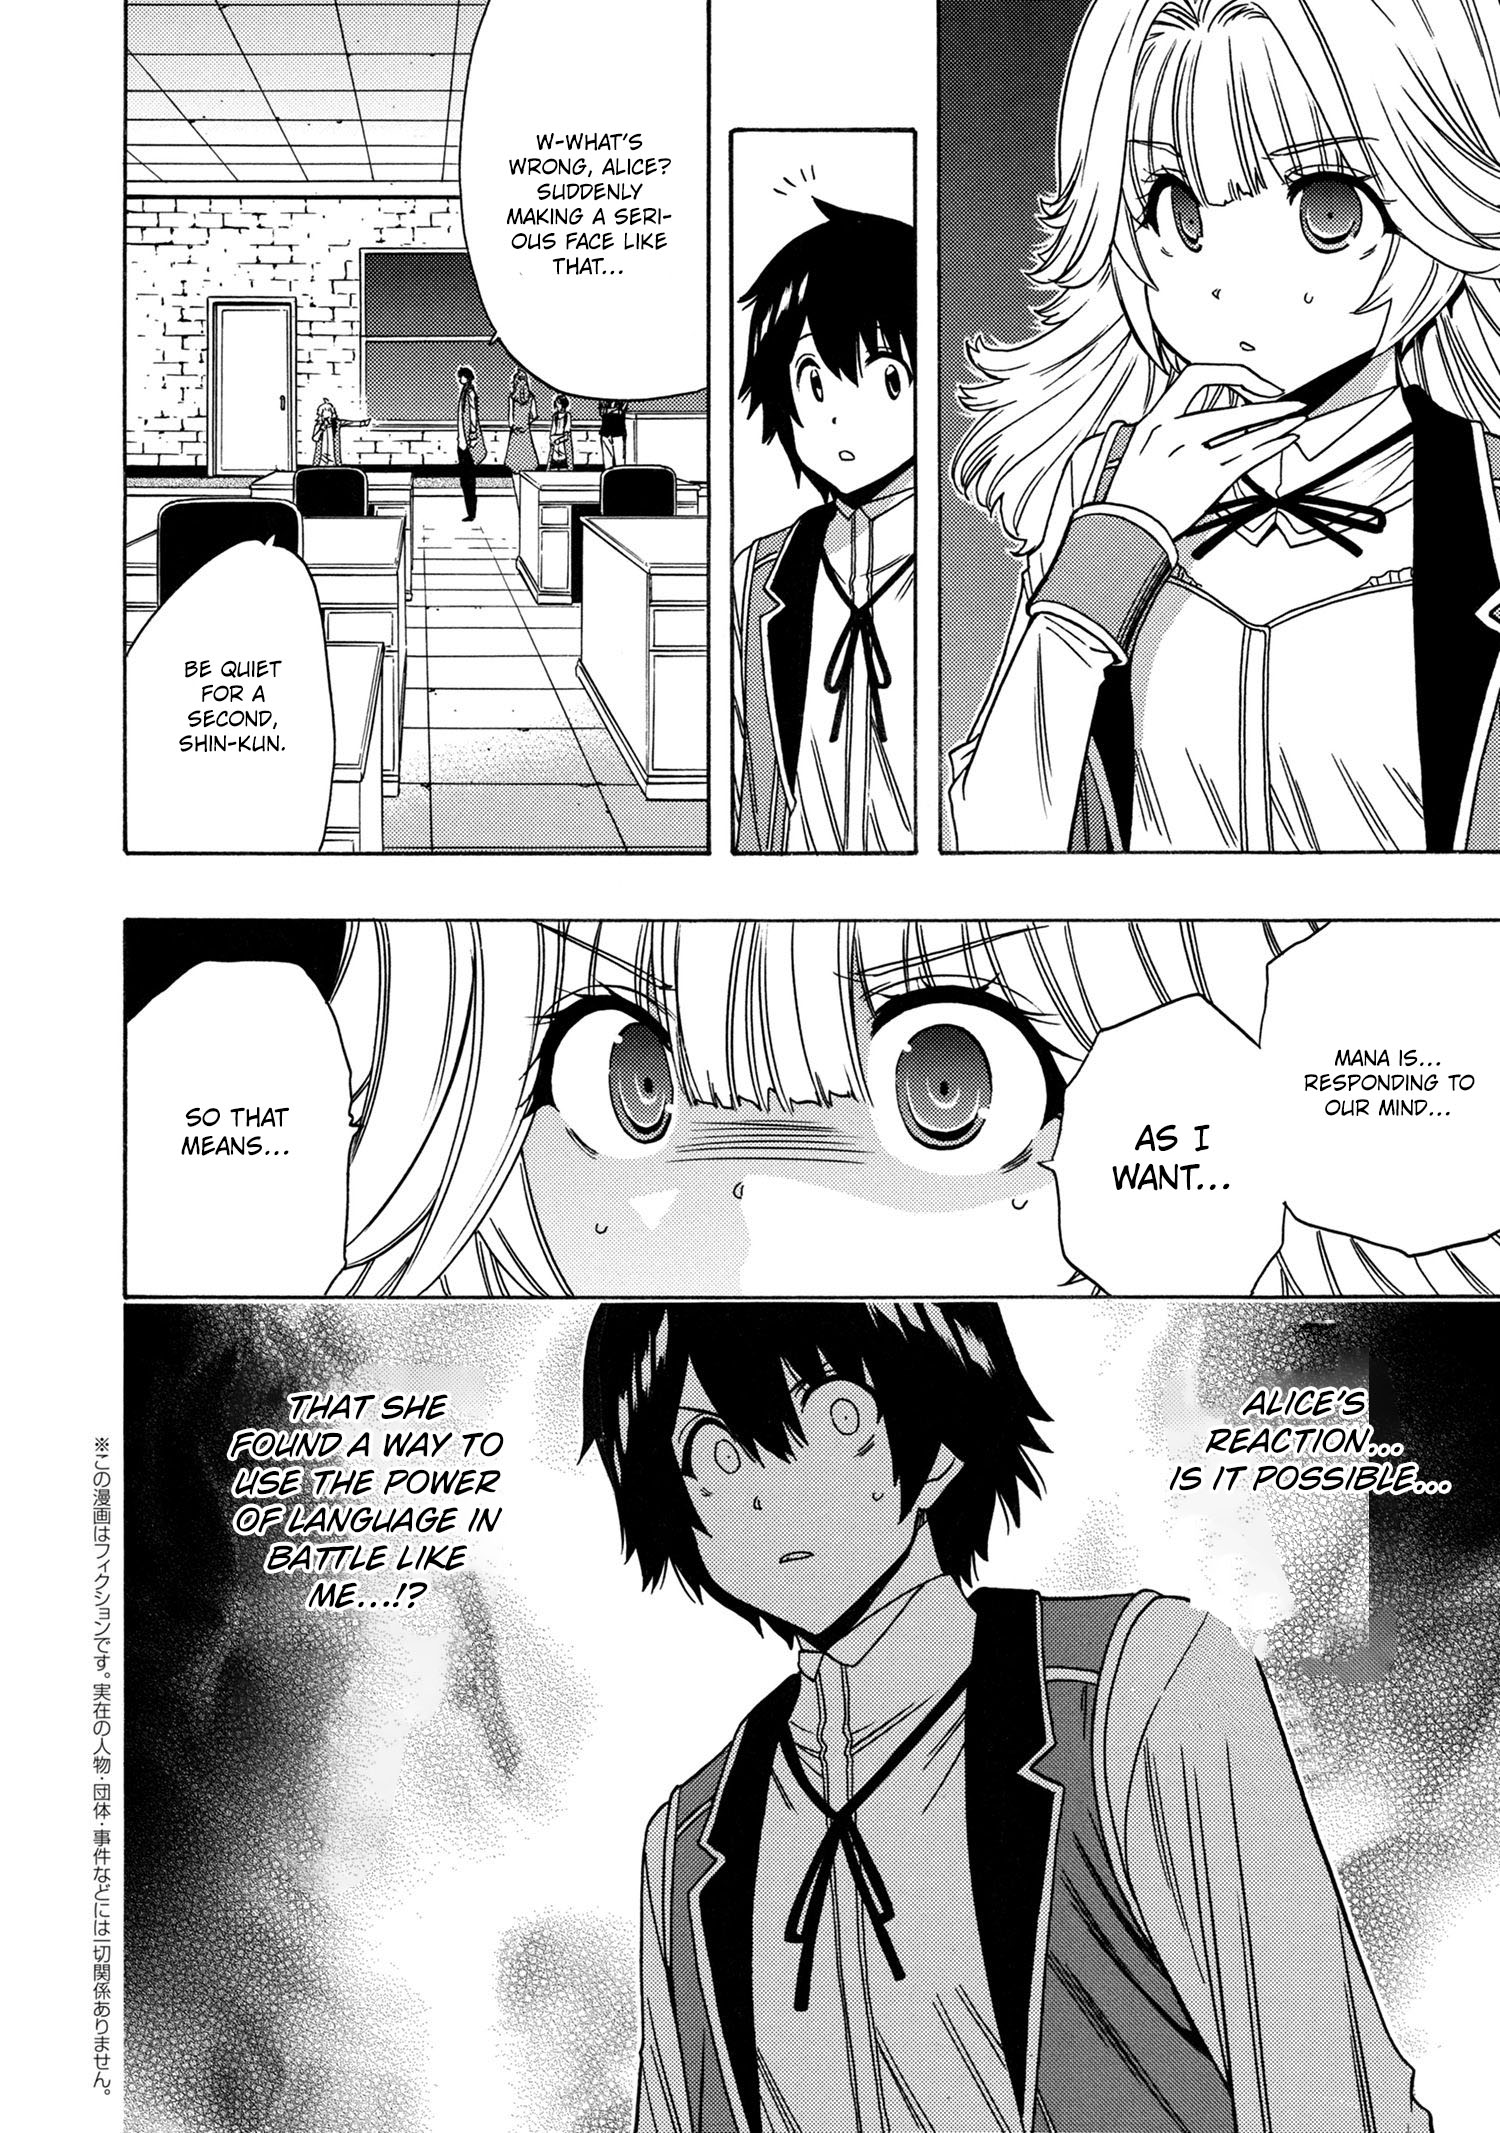 W-WHAT'S
WRONG, ALICE?
SUDDENLY
MAKING A SERI-
OUS FACE LIKE
THAT...
BE QUIET
FOR A
SECOND,
SHIN-KUN.
MANA IS...
RESPONDING TO
OUR MIND...
AS I
WANT...
SO THAT
MEANS...
ALICE'S
REACTION...
IS IT POSSIBLE...
THAT SHE
FOUND A WAY TO
USE THE POWER
OF LANGUAGE IN
BATTLE LIKE
ME...!?
※この漫画はフィクションです。実在の人物・団体・事件などには一切関係ありません。